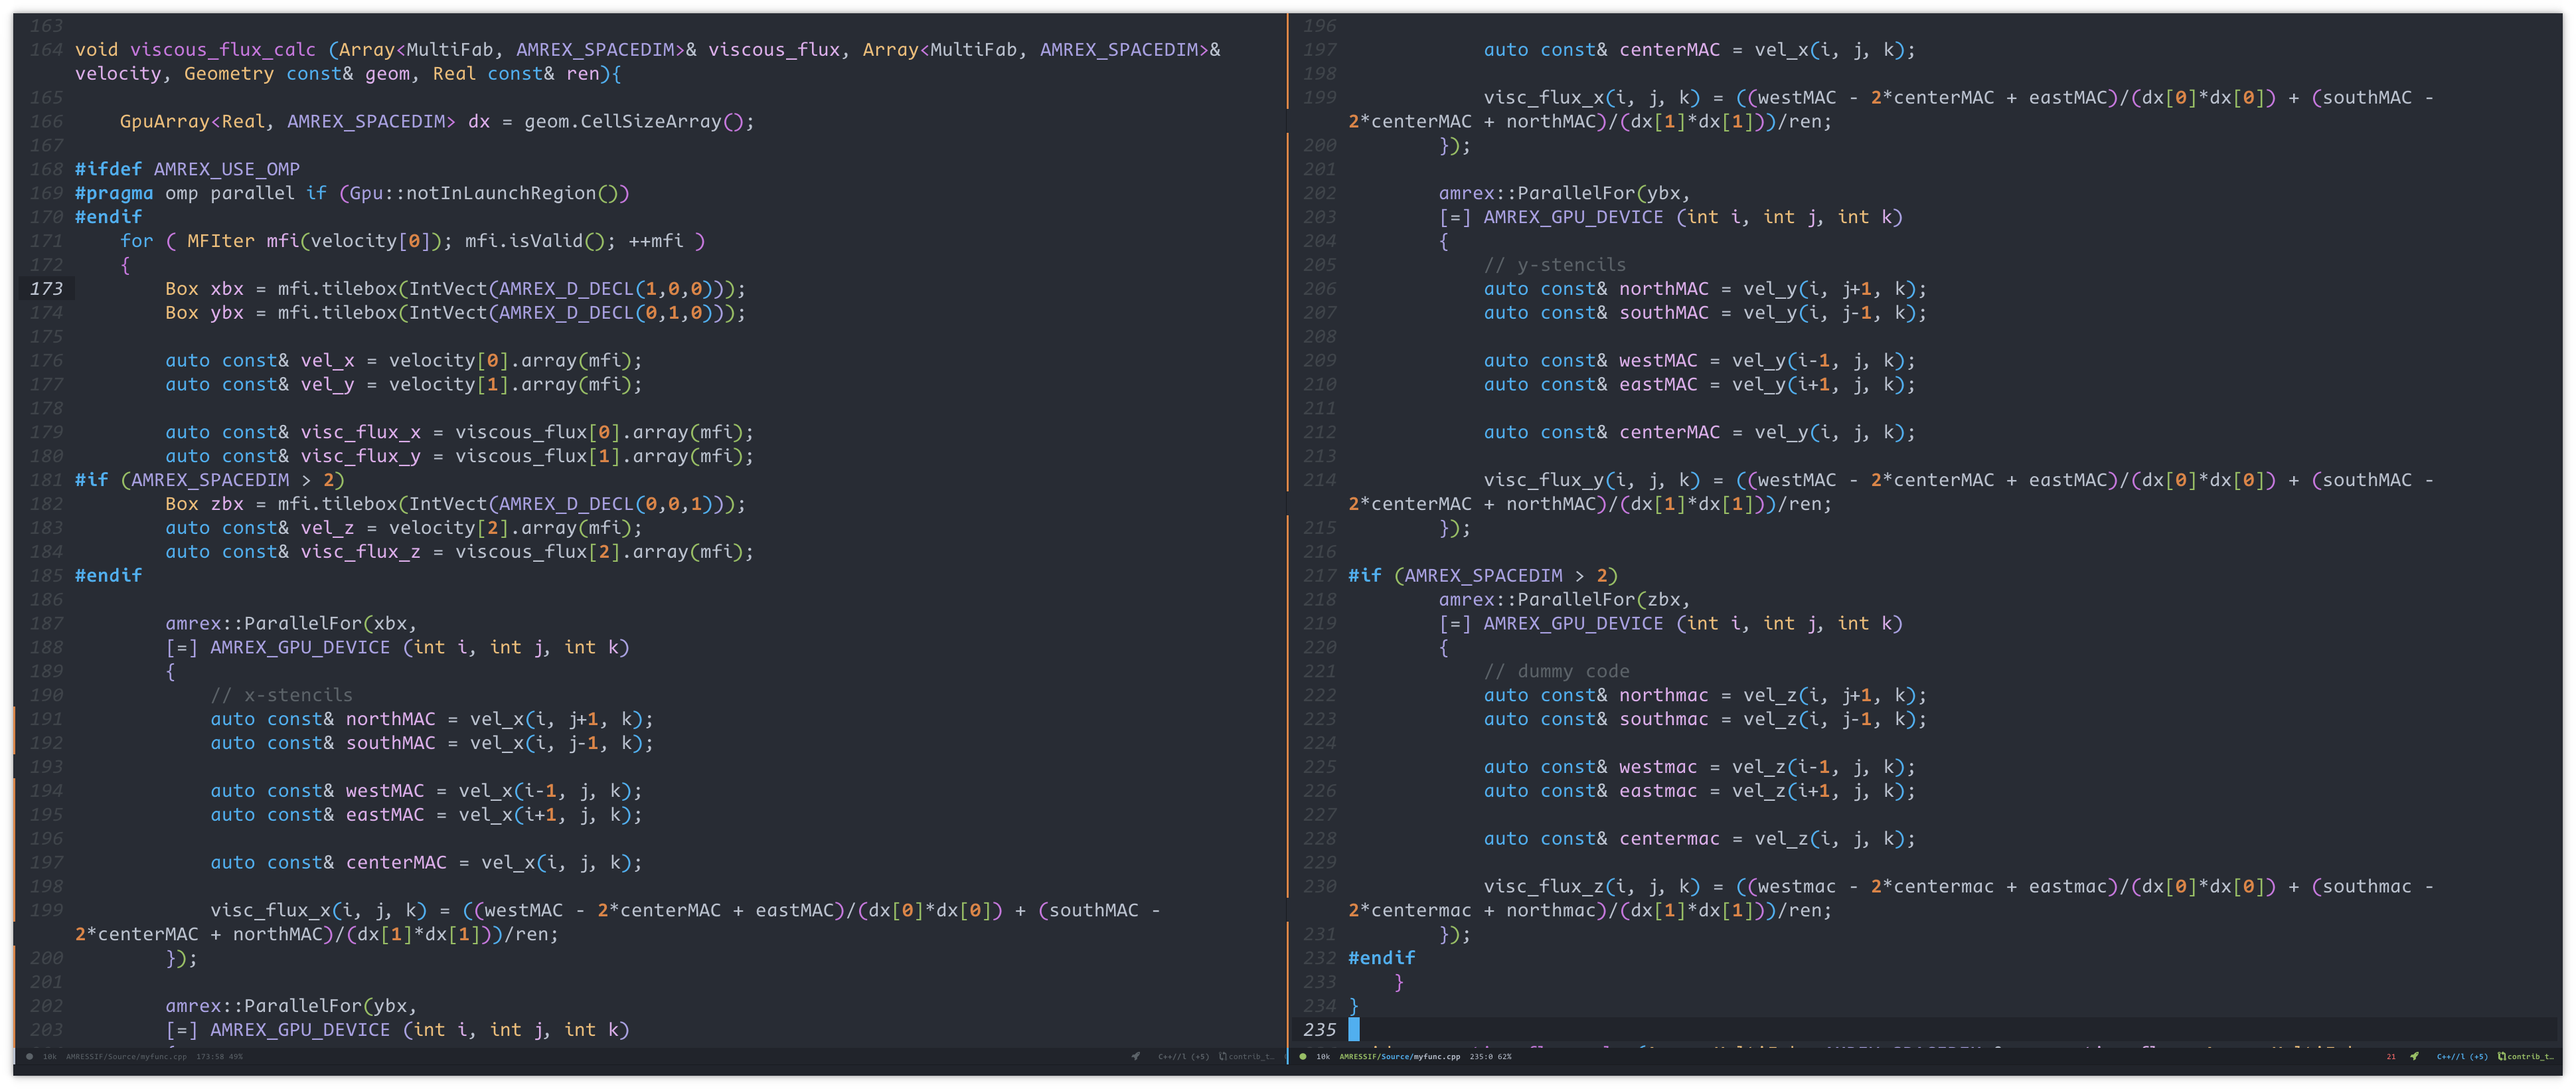 163
164 void viscous_flux_calc (Array<MultiFab, AMREX_SPACEDIM>& viscous_flux, Array<MultiFab, AMREX_SPACEDIM>&
velocity, Geometry const& geom, Real const& ren){
165
166     GpuArray<Real, AMREX_SPACEDIM> dx = geom.CellSizeArray();
167
168 #ifdef AMREX_USE_OMP
169 #pragma omp parallel if (Gpu::notInLaunchRegion())
170 #endif
171     for ( MFIter mfi(velocity[0]); mfi.isValid(); ++mfi )
172     {
173         Box xbx = mfi.tilebox(IntVect(AMREX_D_DECL(1,0,0)));
174         Box ybx = mfi.tilebox(IntVect(AMREX_D_DECL(0,1,0)));
175
176         auto const& vel_x = velocity[0].array(mfi);
177         auto const& vel_y = velocity[1].array(mfi);
178
179         auto const& visc_flux_x = viscous_flux[0].array(mfi);
180         auto const& visc_flux_y = viscous_flux[1].array(mfi);
181 #if (AMREX_SPACEDIM > 2)
182         Box zbx = mfi.tilebox(IntVect(AMREX_D_DECL(0,0,1)));
183         auto const& vel_z = velocity[2].array(mfi);
184         auto const& visc_flux_z = viscous_flux[2].array(mfi);
185 #endif
186
187         amrex::ParallelFor(xbx,
188         [=] AMREX_GPU_DEVICE (int i, int j, int k)
189         {
190             // x-stencils
191             auto const& northMAC = vel_x(i, j+1, k);
192             auto const& southMAC = vel_x(i, j-1, k);
193
194             auto const& westMAC = vel_x(i-1, j, k);
195             auto const& eastMAC = vel_x(i+1, j, k);
196
197             auto const& centerMAC = vel_x(i, j, k);
198
199             visc_flux_x(i, j, k) = ((westMAC - 2*centerMAC + eastMAC)/(dx[0]*dx[0]) + (southMAC -
2*centerMAC + northMAC)/(dx[1]*dx[1]))/ren;
200         });
201
202         amrex::ParallelFor(ybx,
203         [=] AMREX_GPU_DEVICE (int i, int j, int k)
10k AMRESSIF/Source/myfunc.cpp 173:58 49% C++//l (+5) contrib_t…
196
197             auto const& centerMAC = vel_x(i, j, k);
198
199             visc_flux_x(i, j, k) = ((westMAC - 2*centerMAC + eastMAC)/(dx[0]*dx[0]) + (southMAC -
2*centerMAC + northMAC)/(dx[1]*dx[1]))/ren;
200         });
201
202         amrex::ParallelFor(ybx,
203         [=] AMREX_GPU_DEVICE (int i, int j, int k)
204         {
205             // y-stencils
206             auto const& northMAC = vel_y(i, j+1, k);
207             auto const& southMAC = vel_y(i, j-1, k);
208
209             auto const& westMAC = vel_y(i-1, j, k);
210             auto const& eastMAC = vel_y(i+1, j, k);
211
212             auto const& centerMAC = vel_y(i, j, k);
213
214             visc_flux_y(i, j, k) = ((westMAC - 2*centerMAC + eastMAC)/(dx[0]*dx[0]) + (southMAC -
2*centerMAC + northMAC)/(dx[1]*dx[1]))/ren;
215         });
216
217 #if (AMREX_SPACEDIM > 2)
218         amrex::ParallelFor(zbx,
219         [=] AMREX_GPU_DEVICE (int i, int j, int k)
220         {
221             // dummy code
222             auto const& northmac = vel_z(i, j+1, k);
223             auto const& southmac = vel_z(i, j-1, k);
224
225             auto const& westmac = vel_z(i-1, j, k);
226             auto const& eastmac = vel_z(i+1, j, k);
227
228             auto const& centermac = vel_z(i, j, k);
229
230             visc_flux_z(i, j, k) = ((westmac - 2*centermac + eastmac)/(dx[0]*dx[0]) + (southmac -
2*centermac + northmac)/(dx[1]*dx[1]))/ren;
231         });
232 #endif
233     }
234 }
235
10k AMRESSIF/Source/myfunc.cpp 235:0 62% 21 C++//l (+5) contrib_t…